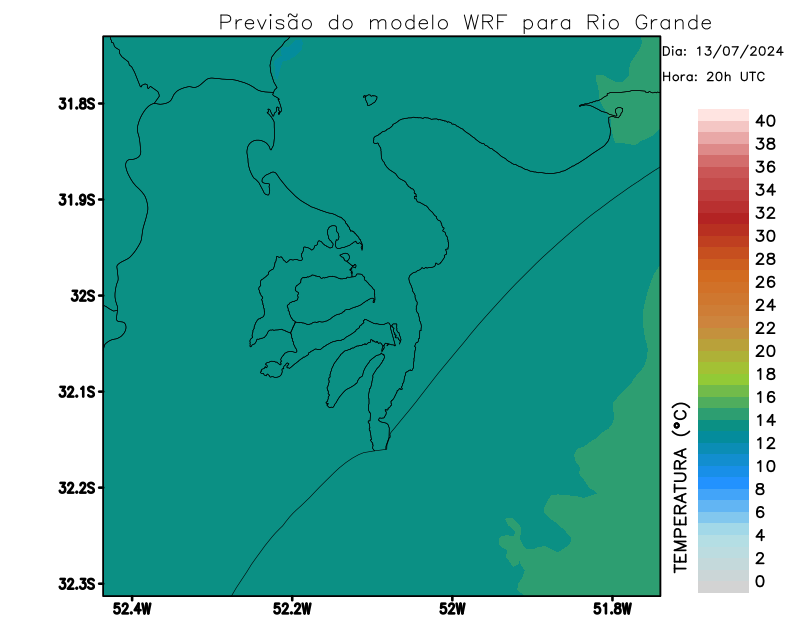 Previsão do modelo WRF para Rio Grande
Dia: 13/07/2024
Hora: 20h UTC
31.8S
31.9S
32S
32.1S
32.2S
32.3S
52.4W
52.2W
52W
51.8W
TEMPERATURA (°C)
40
38
36
34
32
30
28
26
24
22
20
18
16
14
12
10
8
6
4
2
0